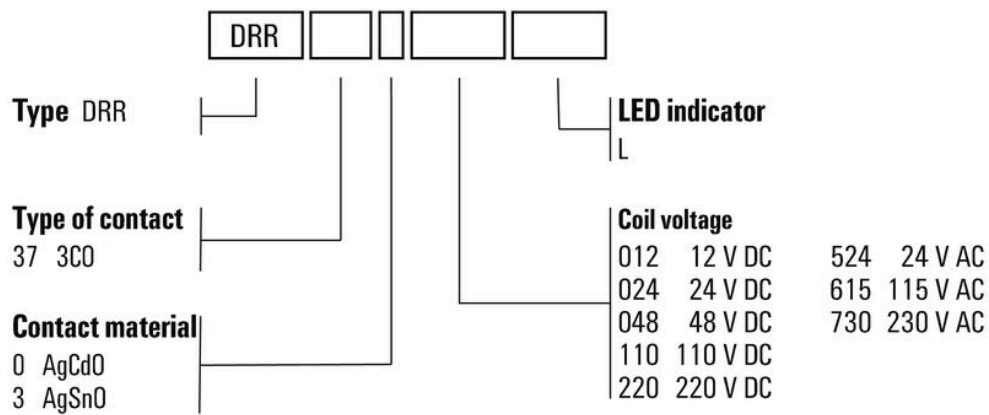 DRR
Type DRR
LED indicator
L
Type of contact
37 3CO
Contact material
0 AgCdO
3 AgSnO
Coil voltage
012 12 V DC 524 24 V AC
024 24 V DC 615 115 V AC
048 48 V DC 730 230 V AC
110 110 V DC
220 220 V DC